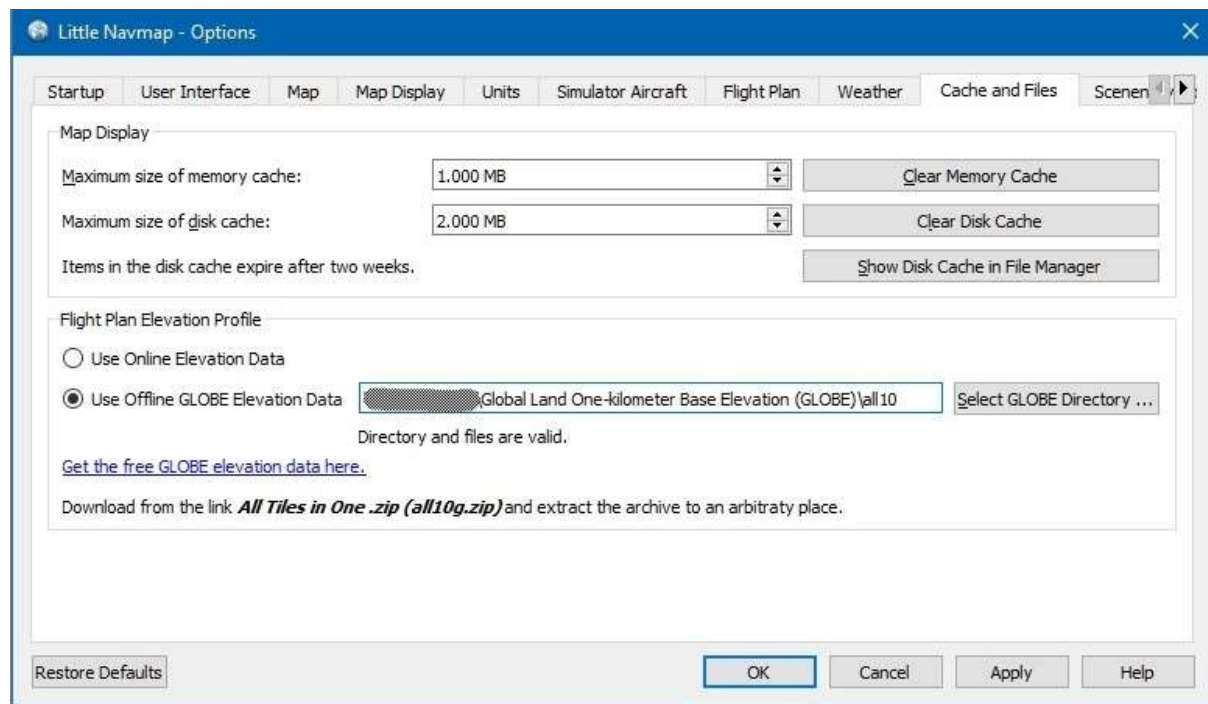 Little Navmap - Options
Startup User Interface Map Map Display Units Simulator Aircraft Flight Plan Weather Cache and Files
Map Display
Maximum size of memory cache: 1.000 MB Clear Memory Cache
Maximum size of disk cache: 2.000 MB Clear Disk Cache
Items in the disk cache expire after two weeks. Show Disk Cache in File Manager
Flight Plan Elevation Profile
Use Online Elevation Data
Use Offline GLOBE Elevation Data \Global Land One-kilometer Base Elevation (GLOBE)\all10 Select GLOBE Directory ...
Directory and files are valid.
Get the free GLOBE elevation data here.
Download from the link All Tiles in One .zip (all10g.zip) and extract the archive to an arbitraty place.
Restore Defaults OK Cancel Apply Help